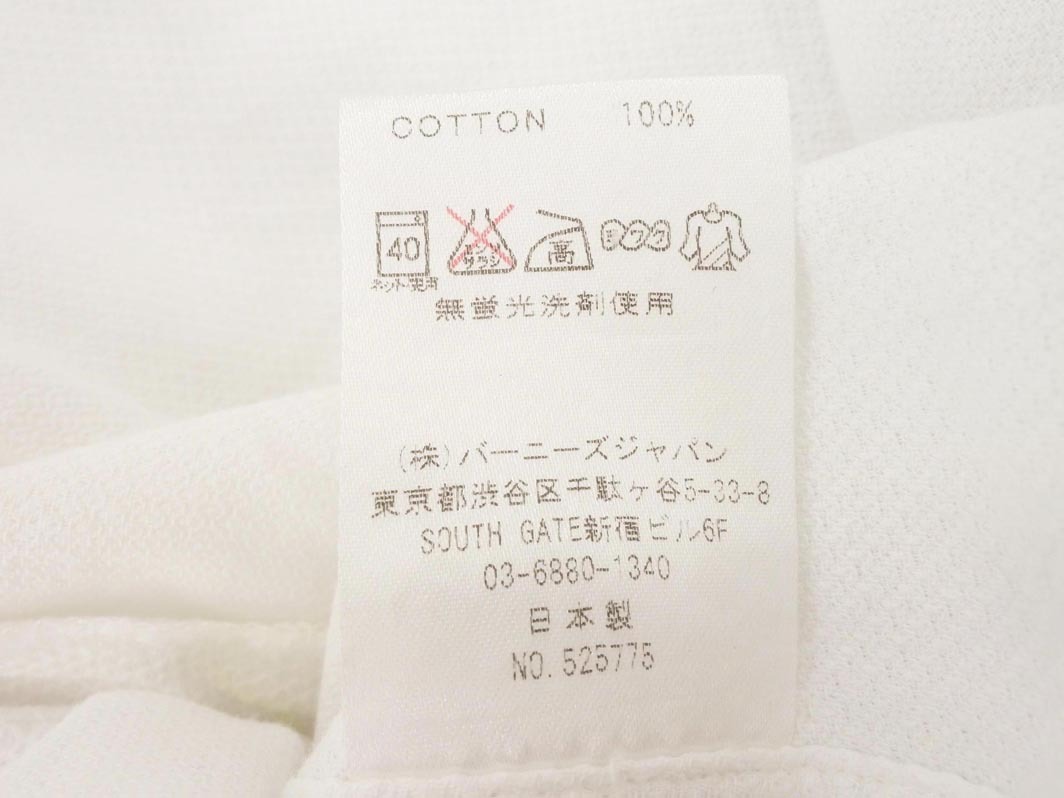 COTTON 100%
40 エンソサラシ 高 ドライ
ネット使用
無蛍光洗剤使用
(株)バーニーズジャパン
東京都渋谷区千駄ケ谷5-33-8
SOUTH GATE新宿ビル6F
03-6880-1340
日本製
NO.525775